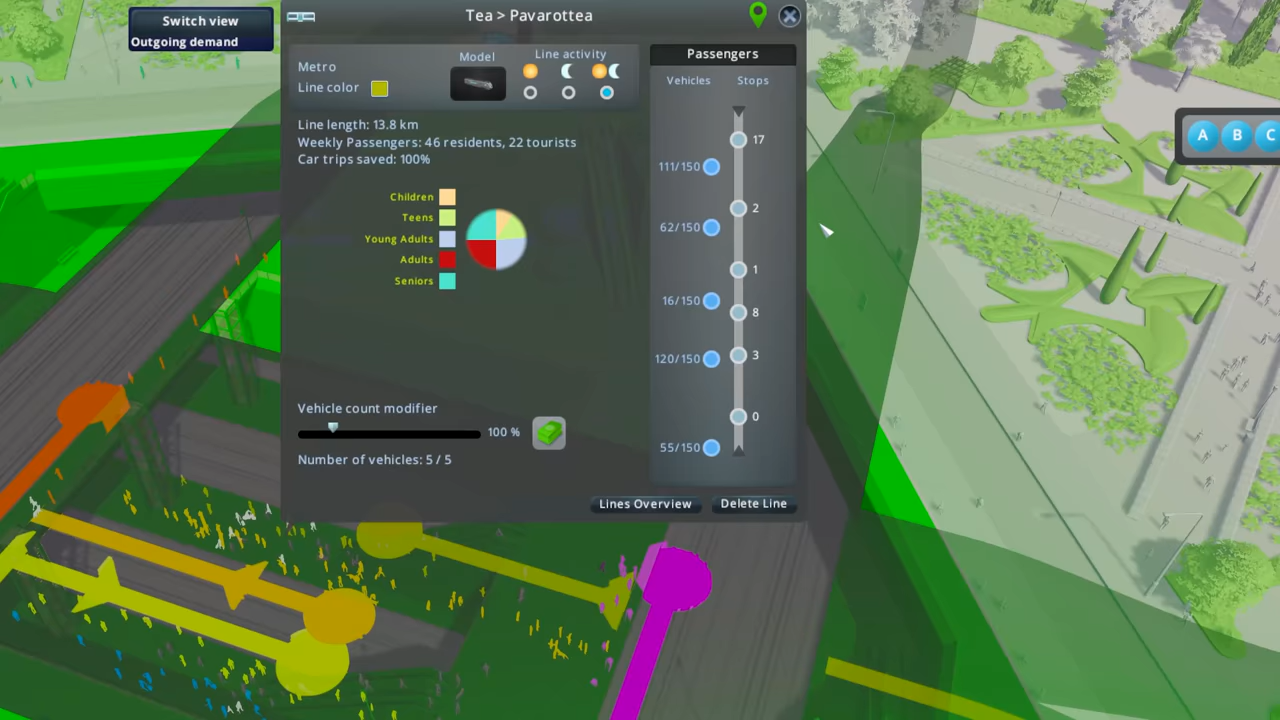 Switch view
Outgoing demand
Tea > Pavarottea
Metro
Line color
Model
Line activity
Line length: 13.8 km
Weekly Passengers: 46 residents, 22 tourists
Car trips saved: 100%
Children
Teens
Young Adults
Adults
Seniors
Vehicle count modifier
100 %
Number of vehicles: 5 / 5
Passengers
Vehicles
Stops
17
111/150
2
62/150
1
16/150
8
120/150
3
0
55/150
Lines Overview
Delete Line
A B C